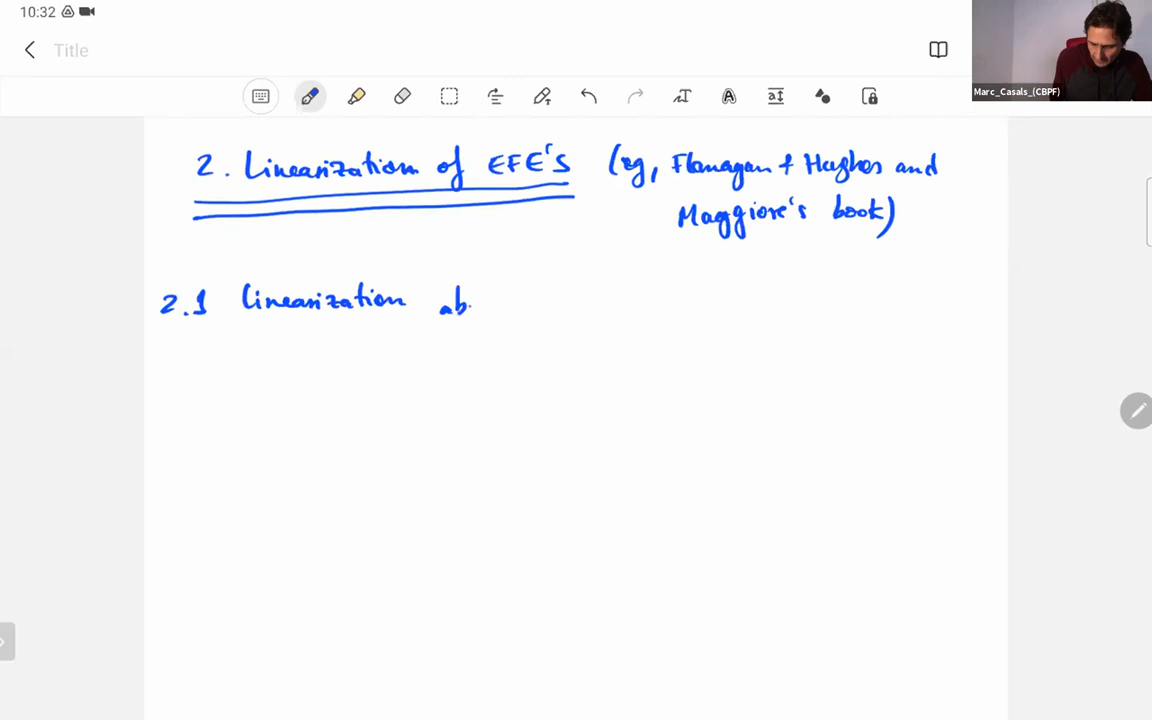 10:32
Title
Marc_Casals_(CBPF)
2. Linearization of EFE's (eg, Flanagan + Hughes and
Maggiore's book)
2.1 Linearization ab